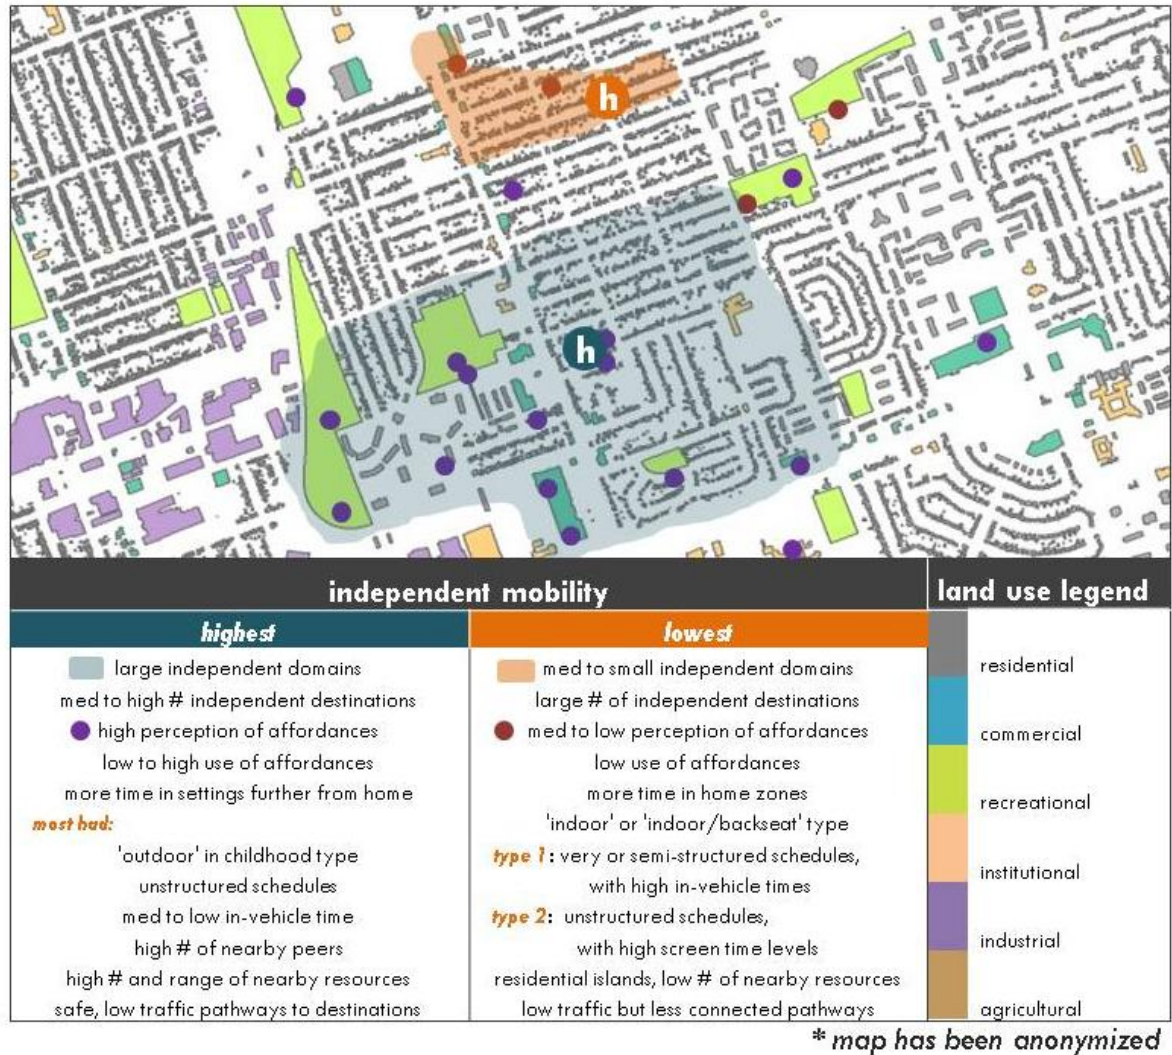 h
h
independent mobility
land use legend
highest
large independent domains
med to high # independent destinations
high perception of affordances
low to high use of affordances
more time in settings further from home
most had:
'outdoor' in childhood type
unstructured schedules
med to low in-vehicle time
high # of nearby peers
high # and range of nearby resources
safe, low traffic pathways to destinations
lowest
med to small independent domains
large # of independent destinations
med to low perception of affordances
low use of affordances
more time in home zones
'indoor' or 'indoor/backseat' type
type 1: very or semi-structured schedules,
with high in-vehicle times
type 2: unstructured schedules,
with high screen time levels
residential islands, low # of nearby resources
low traffic but less connected pathways
residential
commercial
recreational
institutional
industrial
agricultural
* map has been anonymized